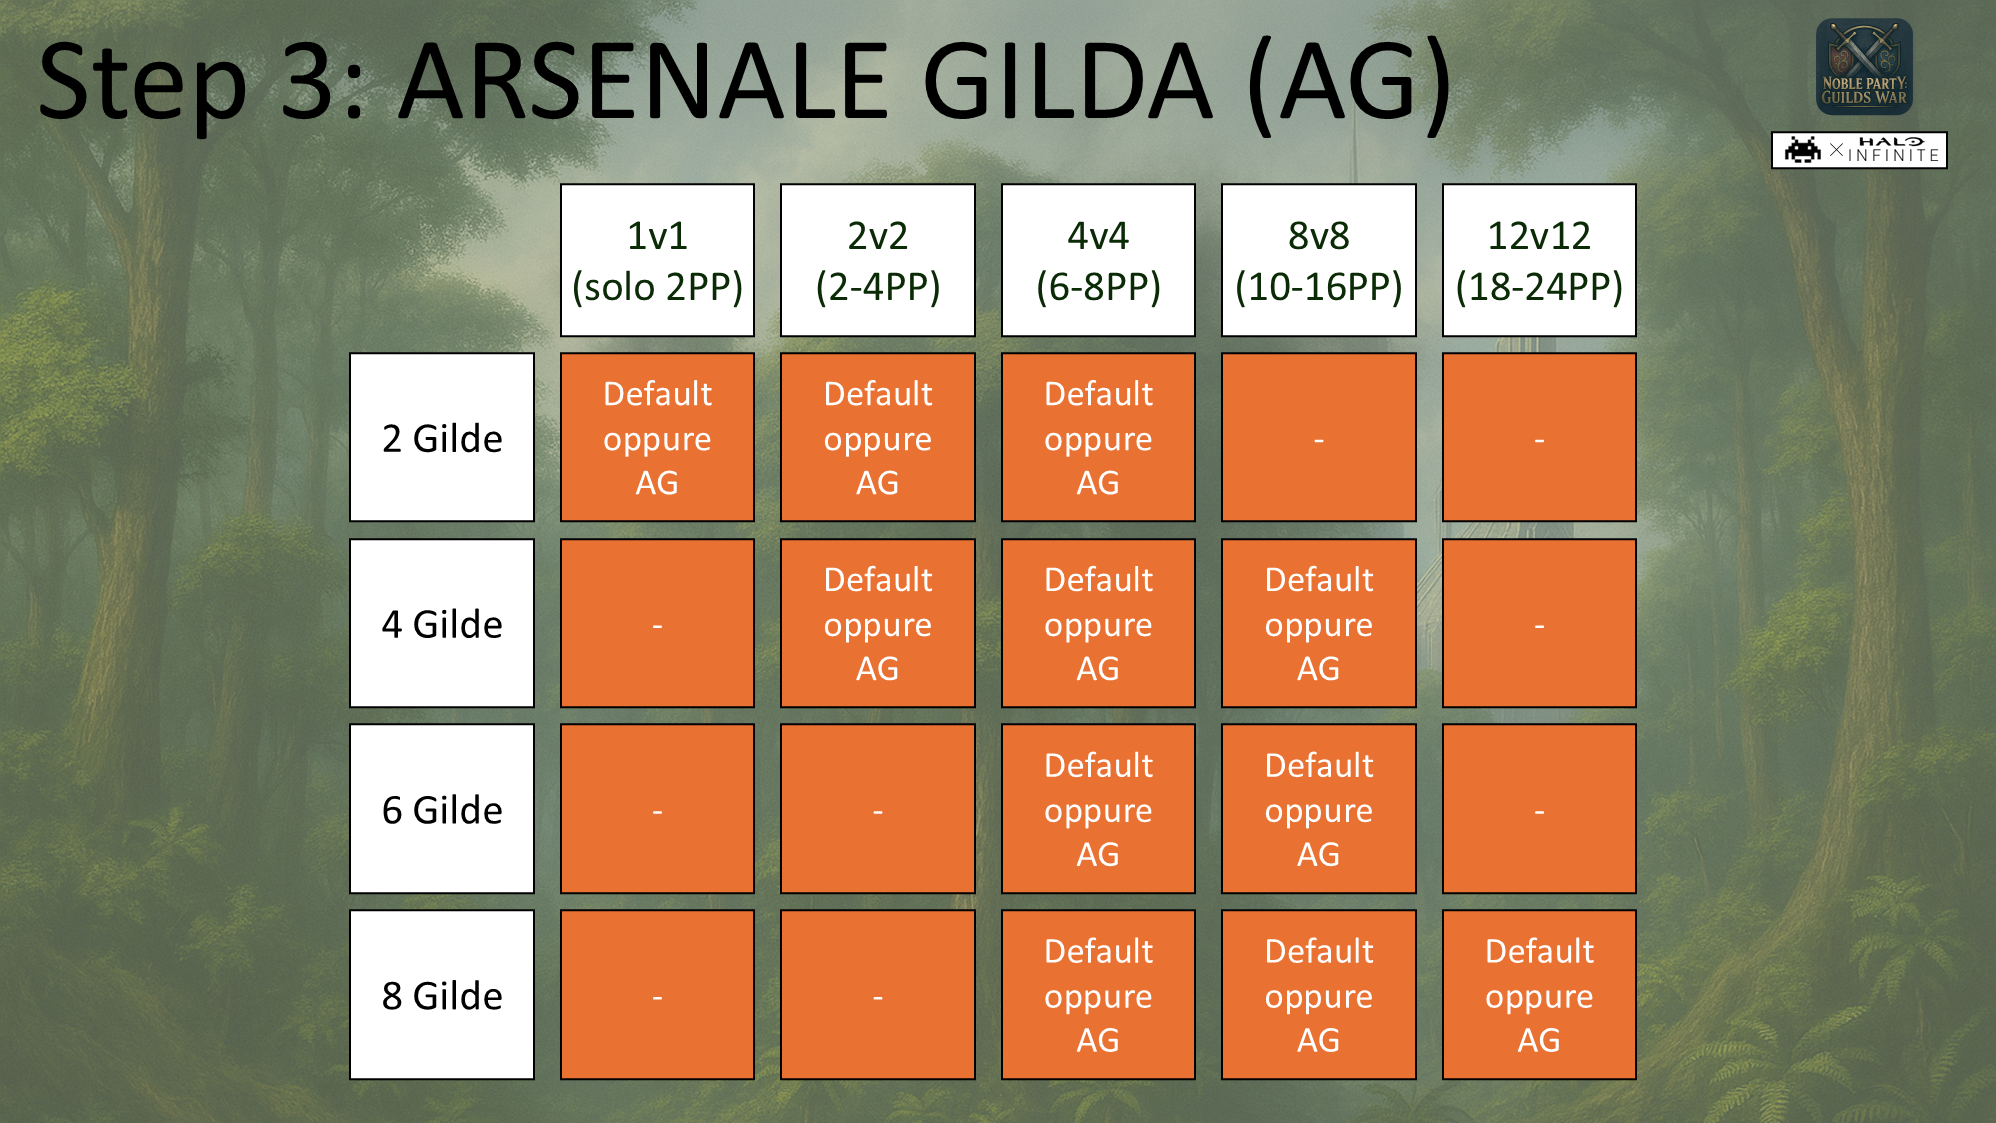 Step 3: ARSENALE GILDA (AG)
NOBLE PARTY:
GUILDS WAR
× HALO
INFINITE
1v1
(solo 2PP)
2v2
(2-4PP)
4v4
(6-8PP)
8v8
(10-16PP)
12v12
(18-24PP)
2 Gilde
Default
oppure
AG
Default
oppure
AG
Default
oppure
AG
-
-
4 Gilde
-
Default
oppure
AG
Default
oppure
AG
Default
oppure
AG
-
6 Gilde
-
-
Default
oppure
AG
Default
oppure
AG
-
8 Gilde
-
-
Default
oppure
AG
Default
oppure
AG
Default
oppure
AG